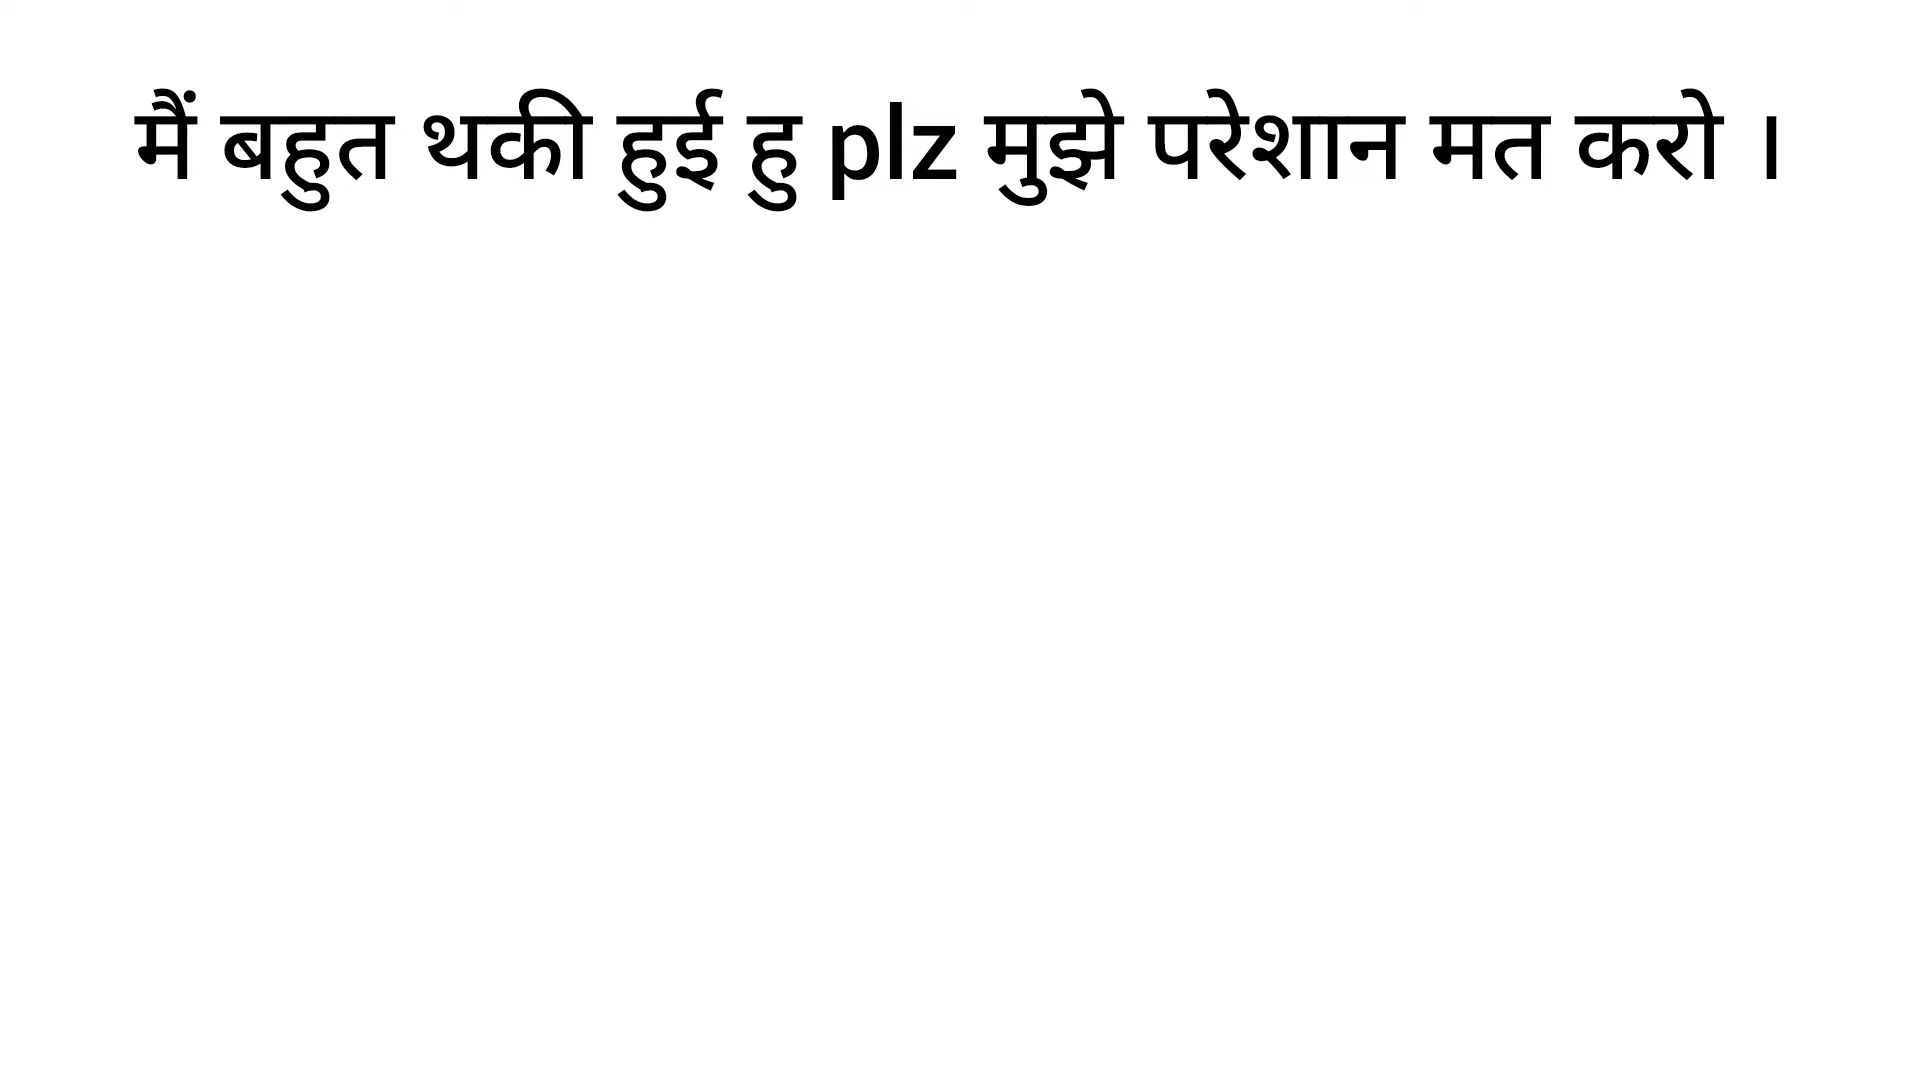 मैं बहुत थकी हुई हु plz मुझे परेशान मत करो ।